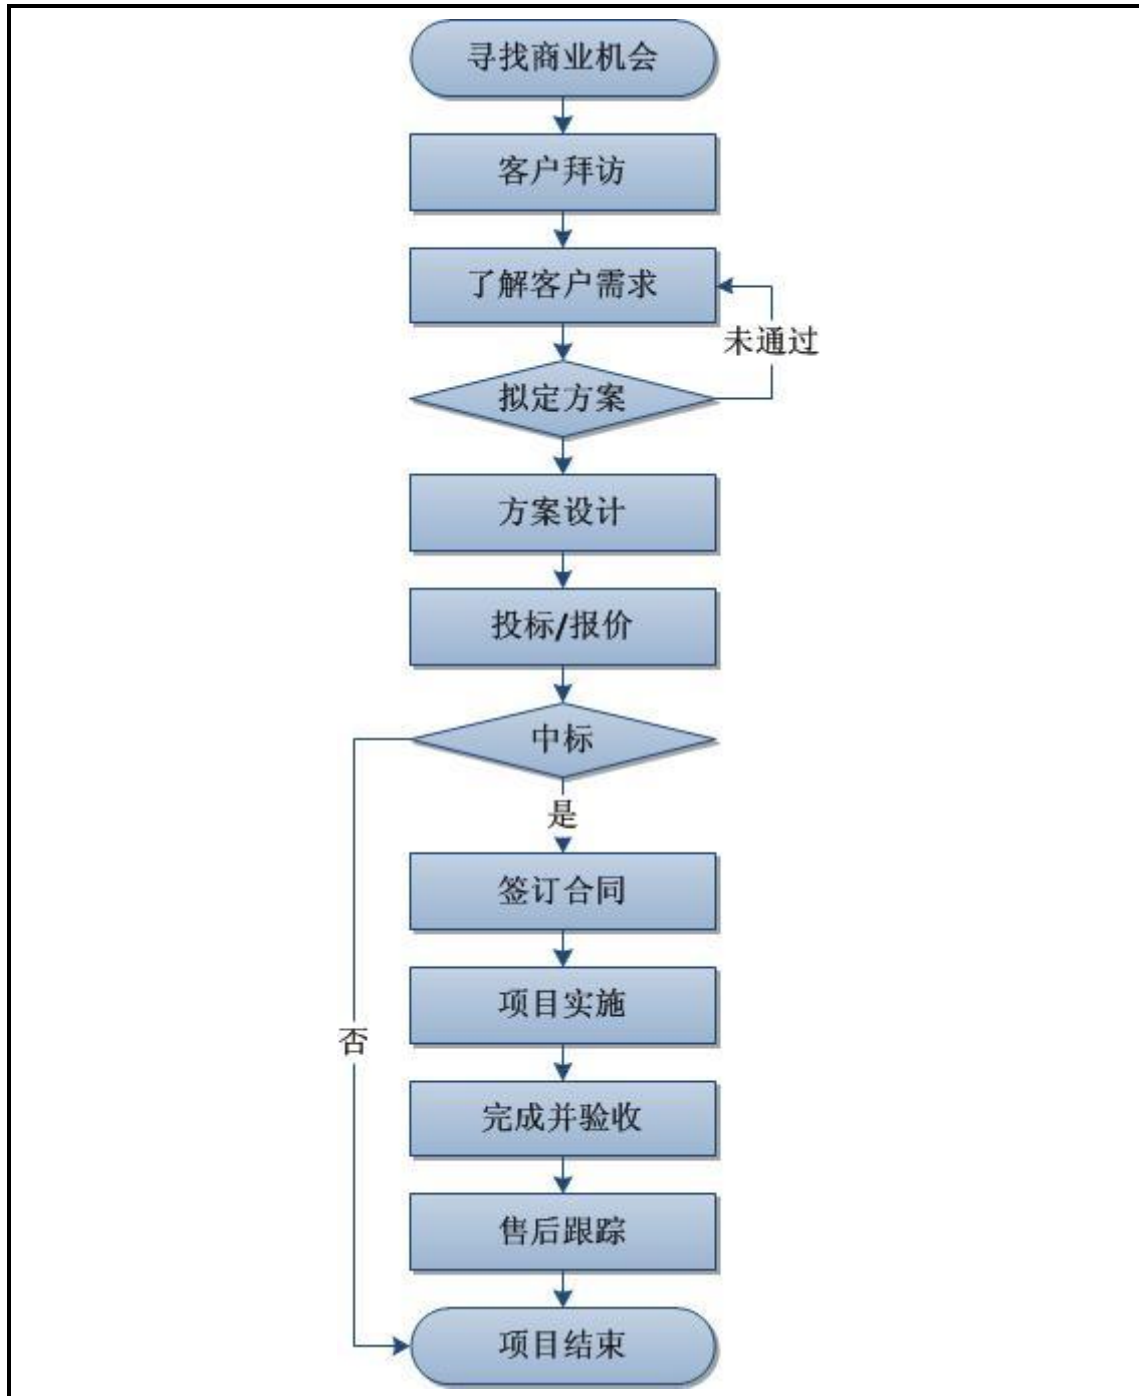 寻找商业机会
客户拜访
了解客户需求
未通过
拟定方案
方案设计
投标/报价
中标
是
签订合同
项目实施
否
完成并验收
售后跟踪
项目结束